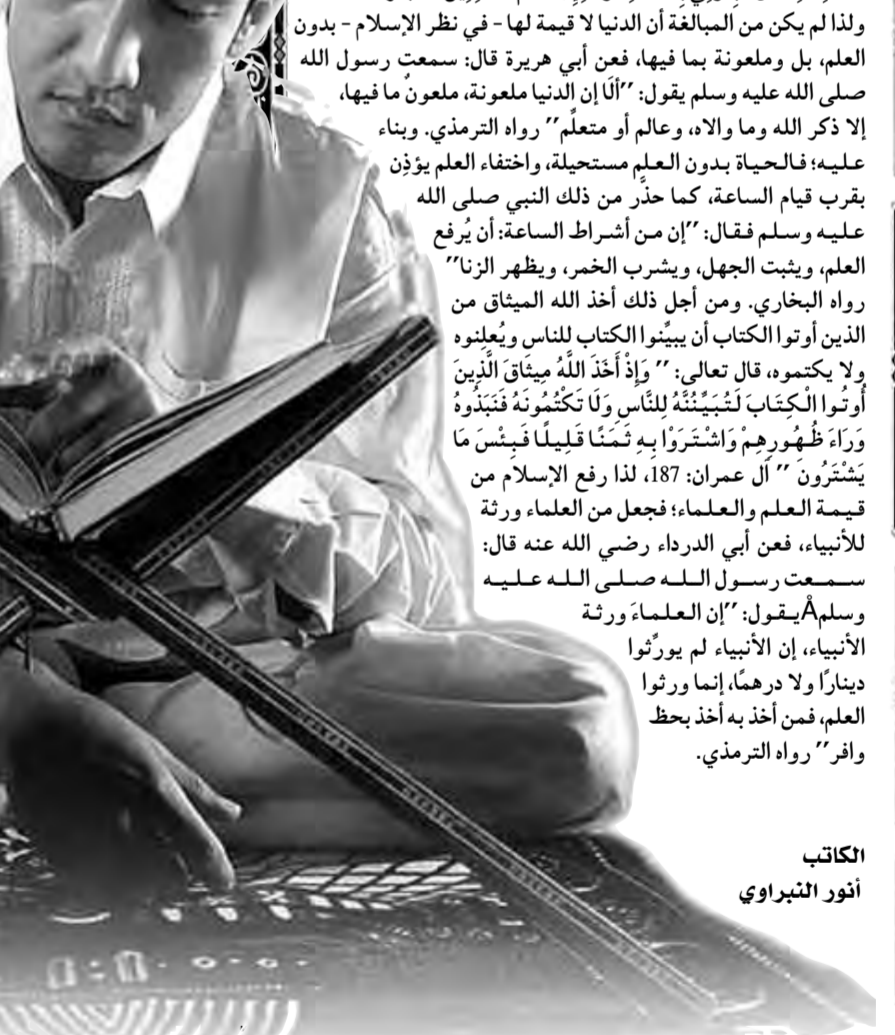 ولذا لم يكن من المبالغة أن الدنيا لا قيمة لها - في نظر الإسلام - بدون
العلم، بل وملعونة بما فيها، فعن أبي هريرة قال: سمعت رسول الله
صلى الله عليه وسلم يقول: ”ألَا إن الدنيا ملعونة، ملعونٌ ما فيها،
إلا ذكر الله وما والاه، وعالم أو متعلِّم” رواه الترمذي. وبناء
عليه؛ فالحياة بدون العلم مستحيلة، واختفاء العلم يؤذِن
بقرب قيام الساعة، كما حذَّر من ذلك النبي صلى الله
عليه وسلم فقال: ”إن من أشراط الساعة: أن يُرفع
العلم، ويثبت الجهل، ويشرب الخمر، ويظهر الزنا”
رواه البخاري. ومن أجل ذلك أخذ الله الميثاق من
الذين أوتوا الكتاب أن يبيِّنوا الكتاب للناس ويُعلِنوه
ولا يكتموه، قال تعالى: ” وَإِذْ أَخَذَ اللَّهُ مِيثَاقَ الَّذِينَ
أُوتُوا الْكِتَابَ لَتُبَيِّنُنَّهُ لِلنَّاسِ وَلَا تَكْتُمُونَهُ فَنَبَذُوهُ
وَرَاءَ ظُهُورِهِمْ وَاشْتَرَوْا بِهِ ثَمَنًا قَلِيلًا فَبِئْسَ مَا
يَشْتَرُونَ ” آل عمران: 187، لذا رفع الإسلام من
قيمة العلم والعلماء؛ فجعل من العلماء ورثة
للأنبياء، فعن أبي الدرداء رضي الله عنه قال:
سمعت رسول الله صلى الله عليه
وسلمÅيقول: ”إن العلماءَ ورثة
الأنبياء، إن الأنبياء لم يورِّثوا
دينارًا ولا درهمًا، إنما ورثوا
العلم، فمن أخذ به أخذ بحظ
وافر” رواه الترمذي.
الكاتب
أنور النبراوي